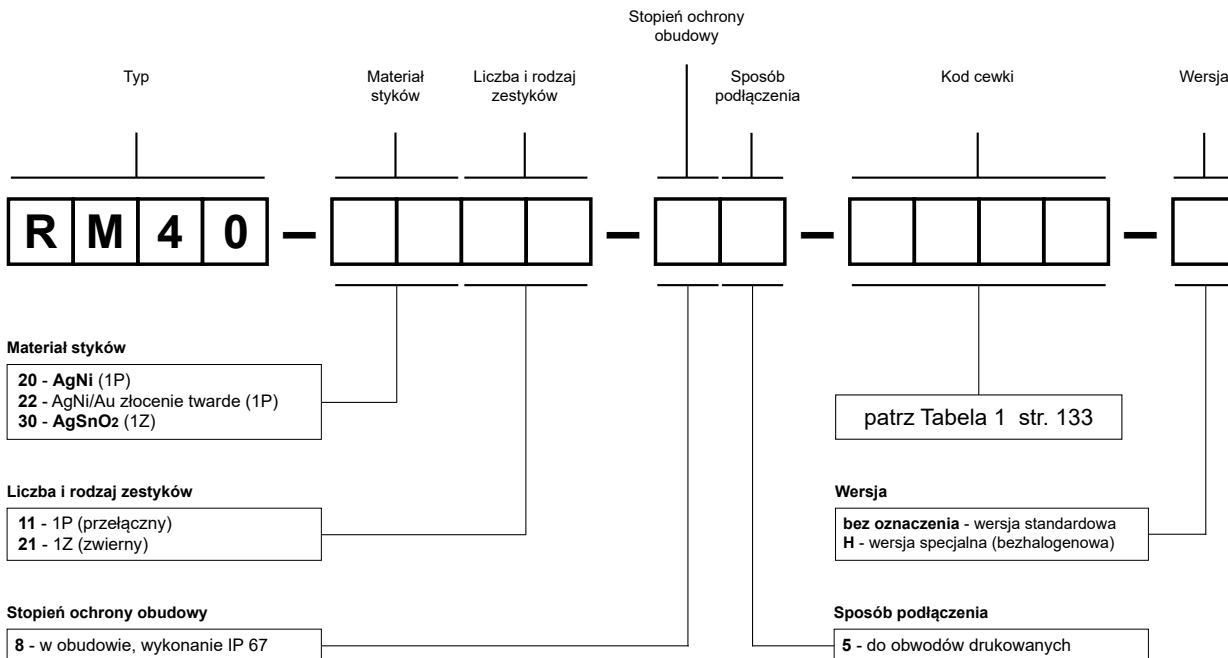 Stopień ochrony
obudowy
Typ
Materiał
styków
Liczba i rodzaj
zestyków
Sposób
podłączenia
Kod cewki
Wersja
R M 4 0 – – – –
Materiał styków
20 - AgNi (1P)
22 - AgNi/Au złocenie twarde (1P)
30 - AgSnO2 (1Z)
patrz Tabela 1 str. 133
Liczba i rodzaj zestyków
11 - 1P (przełączny)
21 - 1Z (zwierny)
Wersja
bez oznaczenia - wersja standardowa
H - wersja specjalna (bezhalogenowa)
Stopień ochrony obudowy
8 - w obudowie, wykonanie IP 67
Sposób podłączenia
5 - do obwodów drukowanych